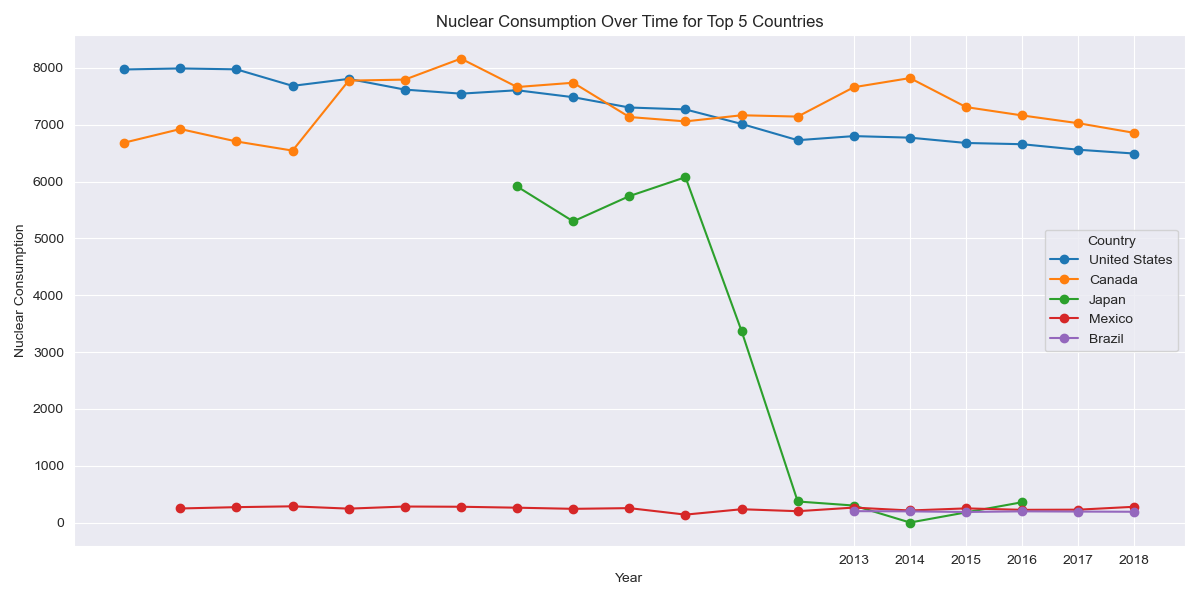 Nuclear Consumption Over Time for Top 5 Countries
Nuclear Consumption
8000
7000
6000
5000
4000
3000
2000
1000
0
Country
United States
Canada
Japan
Mexico
Brazil
2013 2014 2015 2016 2017 2018
Year